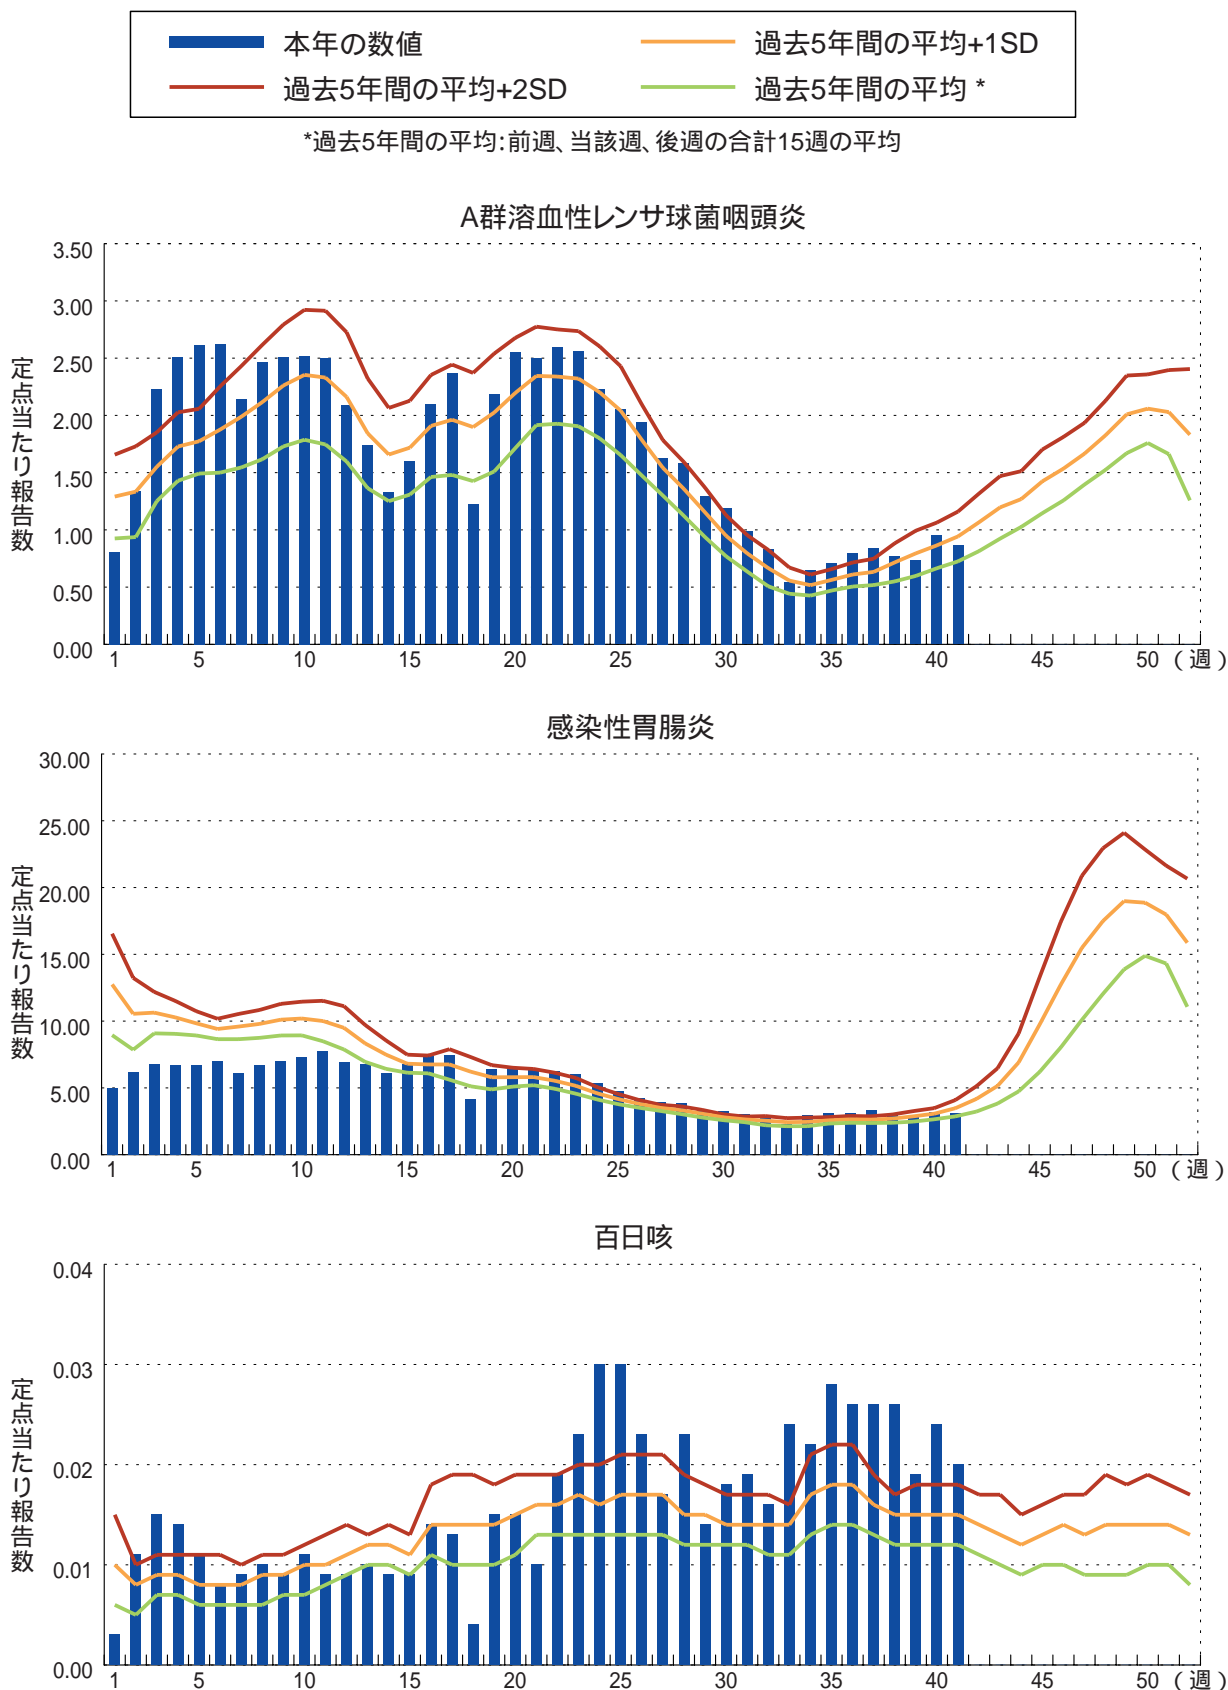 本年の数値
過去5年間の平均+1SD
過去5年間の平均+2SD
過去5年間の平均 *
*過去5年間の平均:前週、当該週、後週の合計15週の平均
A群溶血性レンサ球菌咽頭炎
定点当たり報告数
3.50
3.00
2.50
2.00
1.50
1.00
0.50
0.00
1 5 10 15 20 25 30 35 40 45 50 (週)
感染性胃腸炎
定点当たり報告数
30.00
25.00
20.00
15.00
10.00
5.00
0.00
1 5 10 15 20 25 30 35 40 45 50 (週)
百日咳
定点当たり報告数
0.04
0.03
0.02
0.01
0.00
1 5 10 15 20 25 30 35 40 45 50 (週)